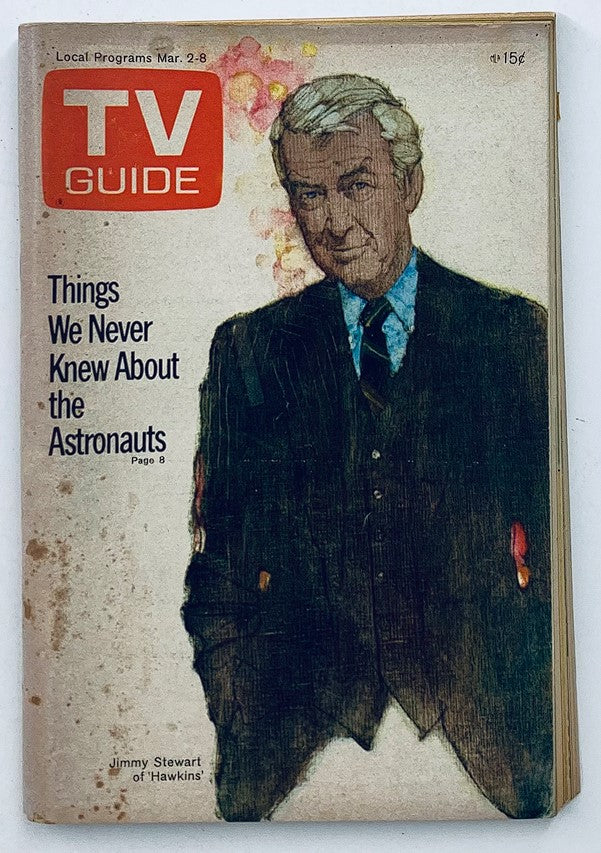 Local Programs Mar. 2-8
15¢
TV
GUIDE
Things
We Never
Knew About
the
Astronauts
Page 8
Jimmy Stewart
of 'Hawkins'